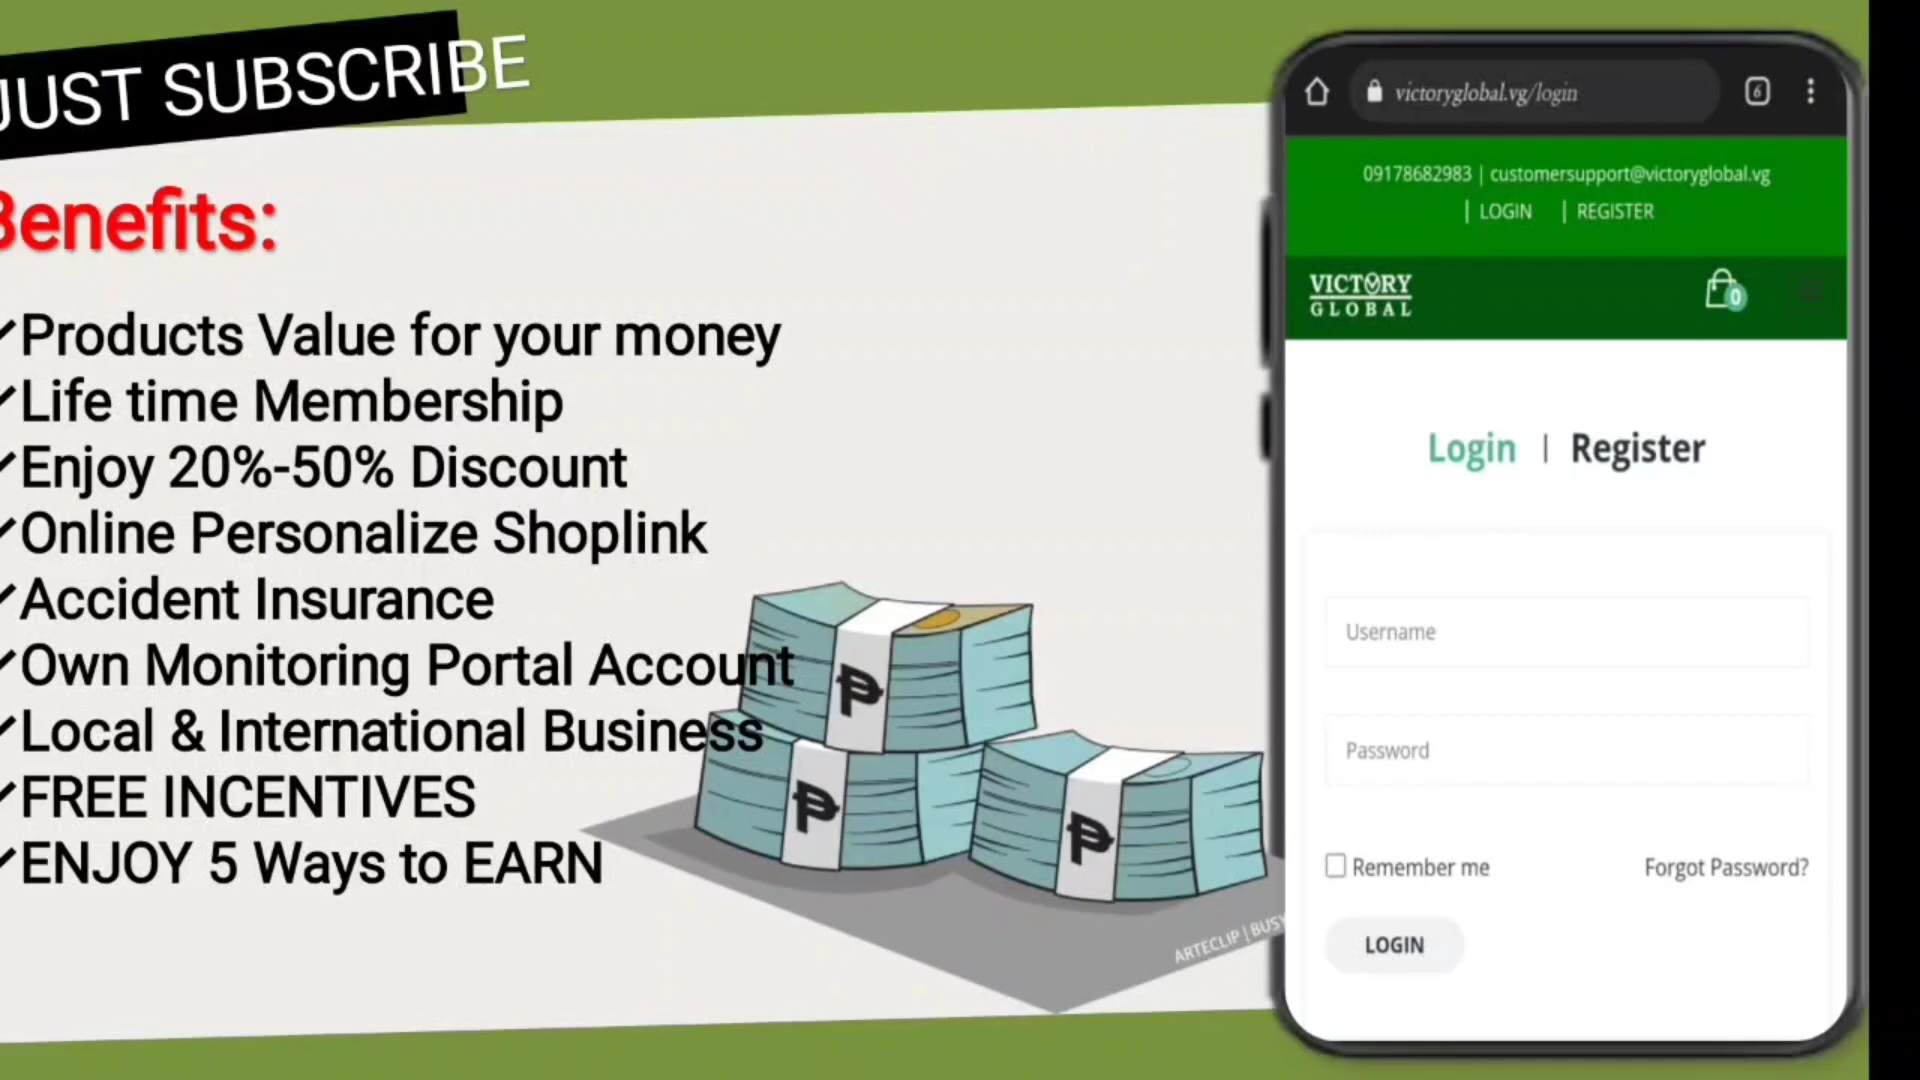 JUST SUBSCRIBE
Benefits:
✓Products Value for your money
✓Life time Membership
✓Enjoy 20%-50% Discount
✓Online Personalize Shoplink
✓Accident Insurance
✓Own Monitoring Portal Account
✓Local & International Business
✓FREE INCENTIVES
✓ENJOY 5 Ways to EARN
₱
₱
₱
ARTECLIP | BUSY
victoryglobal.vg/login
6
09178682983 | customersupport@victoryglobal.vg
| LOGIN | REGISTER
VICTORY
GLOBAL
0
Login | Register
Username
Password
Remember me
Forgot Password?
LOGIN